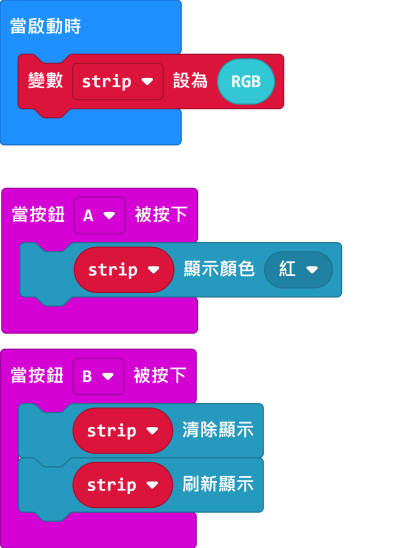 當啟動時
變數 strip 設為 RGB
當按鈕 A 被按下
strip 顯示顏色 紅
當按鈕 B 被按下
strip 清除顯示
strip 刷新顯示